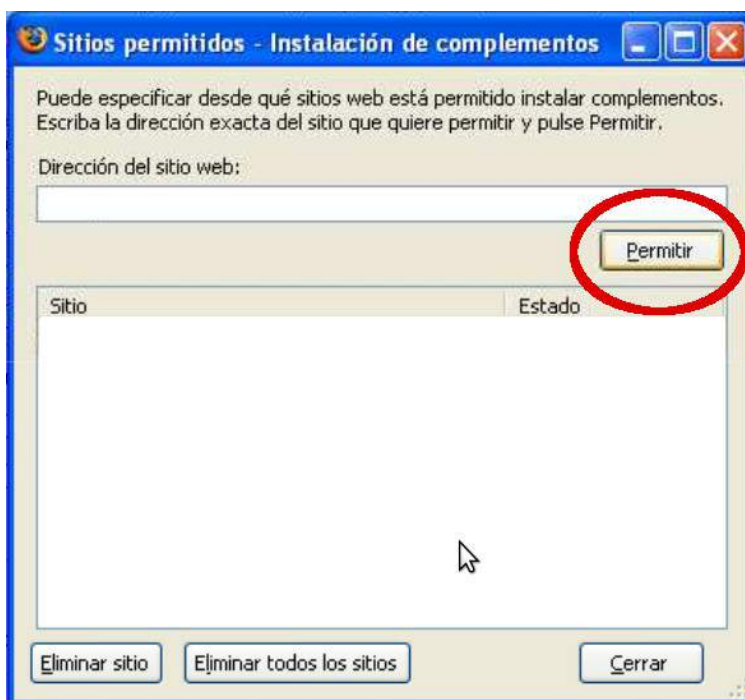 Sitios permitidos - Instalación de complementos
Puede especificar desde qué sitios web está permitido instalar complementos.
Escriba la dirección exacta del sitio que quiere permitir y pulse Permitir.
Dirección del sitio web:
Permitir
Sitio Estado
Eliminar sitio Eliminar todos los sitios Cerrar